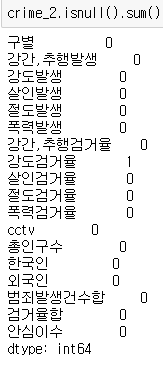 crime_2.isnull().sum()
구별 0
강간,추행발생 0
강도발생 0
살인발생 0
절도발생 0
폭력발생 0
강간,추행검거율 0
강도검거율 1
살인검거율 0
절도검거율 0
폭력검거율 0
cctv 0
총인구수 0
한국인 0
외국인 0
범죄발생건수합 0
검거율합 0
안심이수 0
dtype: int64